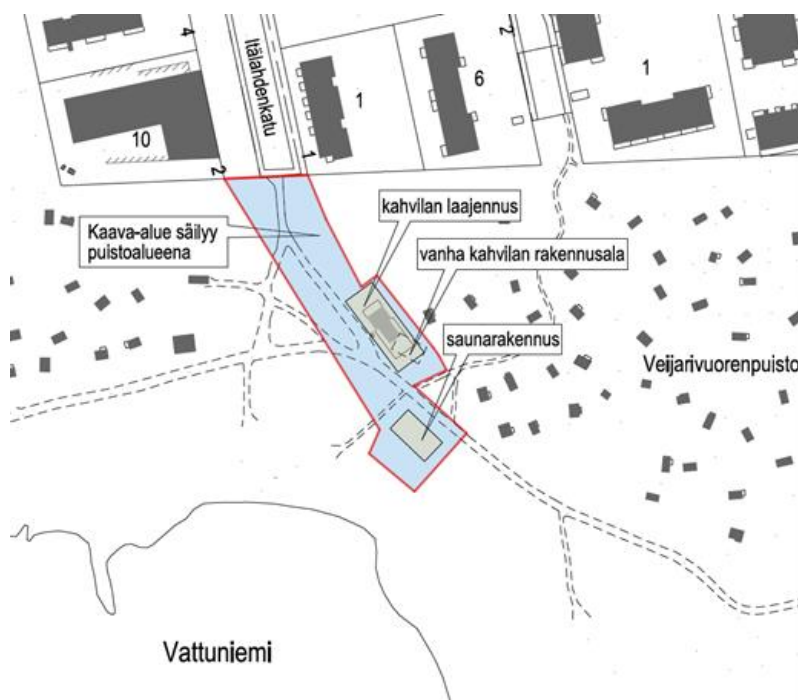 4
Itälahdenkatu
2
10
1
6
1
2
1
Kaava-alue säilyy
puistoalueena
kahvilan laajennus
vanha kahvilan rakennusala
saunarakennus
Veijarivuorenpuisto
Vattuniemi